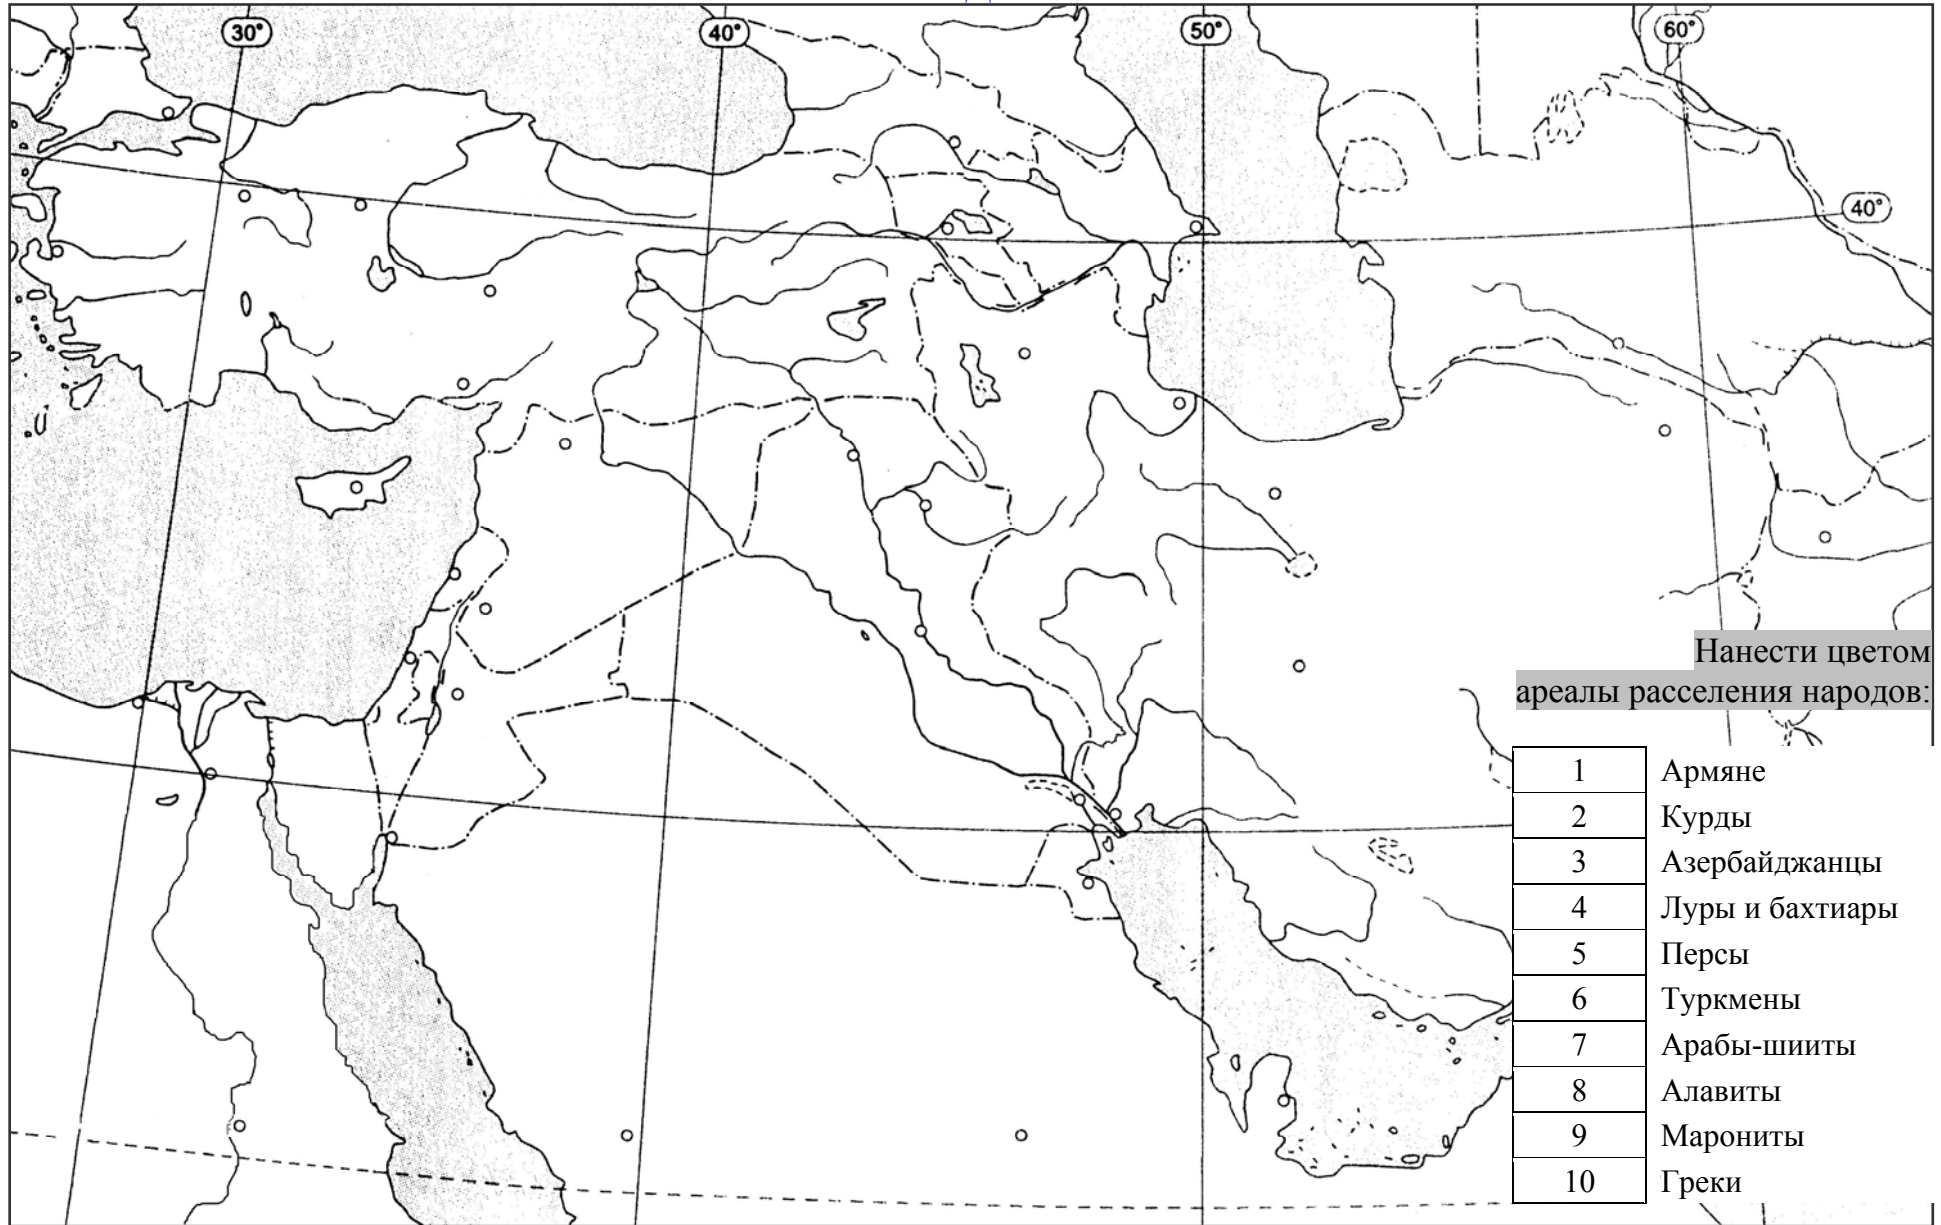 30°
40°
50°
60°
40°
Нанести цветом
ареалы расселения народов:
1 Армяне
2 Курды
3 Азербайджанцы
4 Луры и бахтиары
5 Персы
6 Туркмены
7 Арабы-шииты
8 Алавиты
9 Марониты
10 Греки